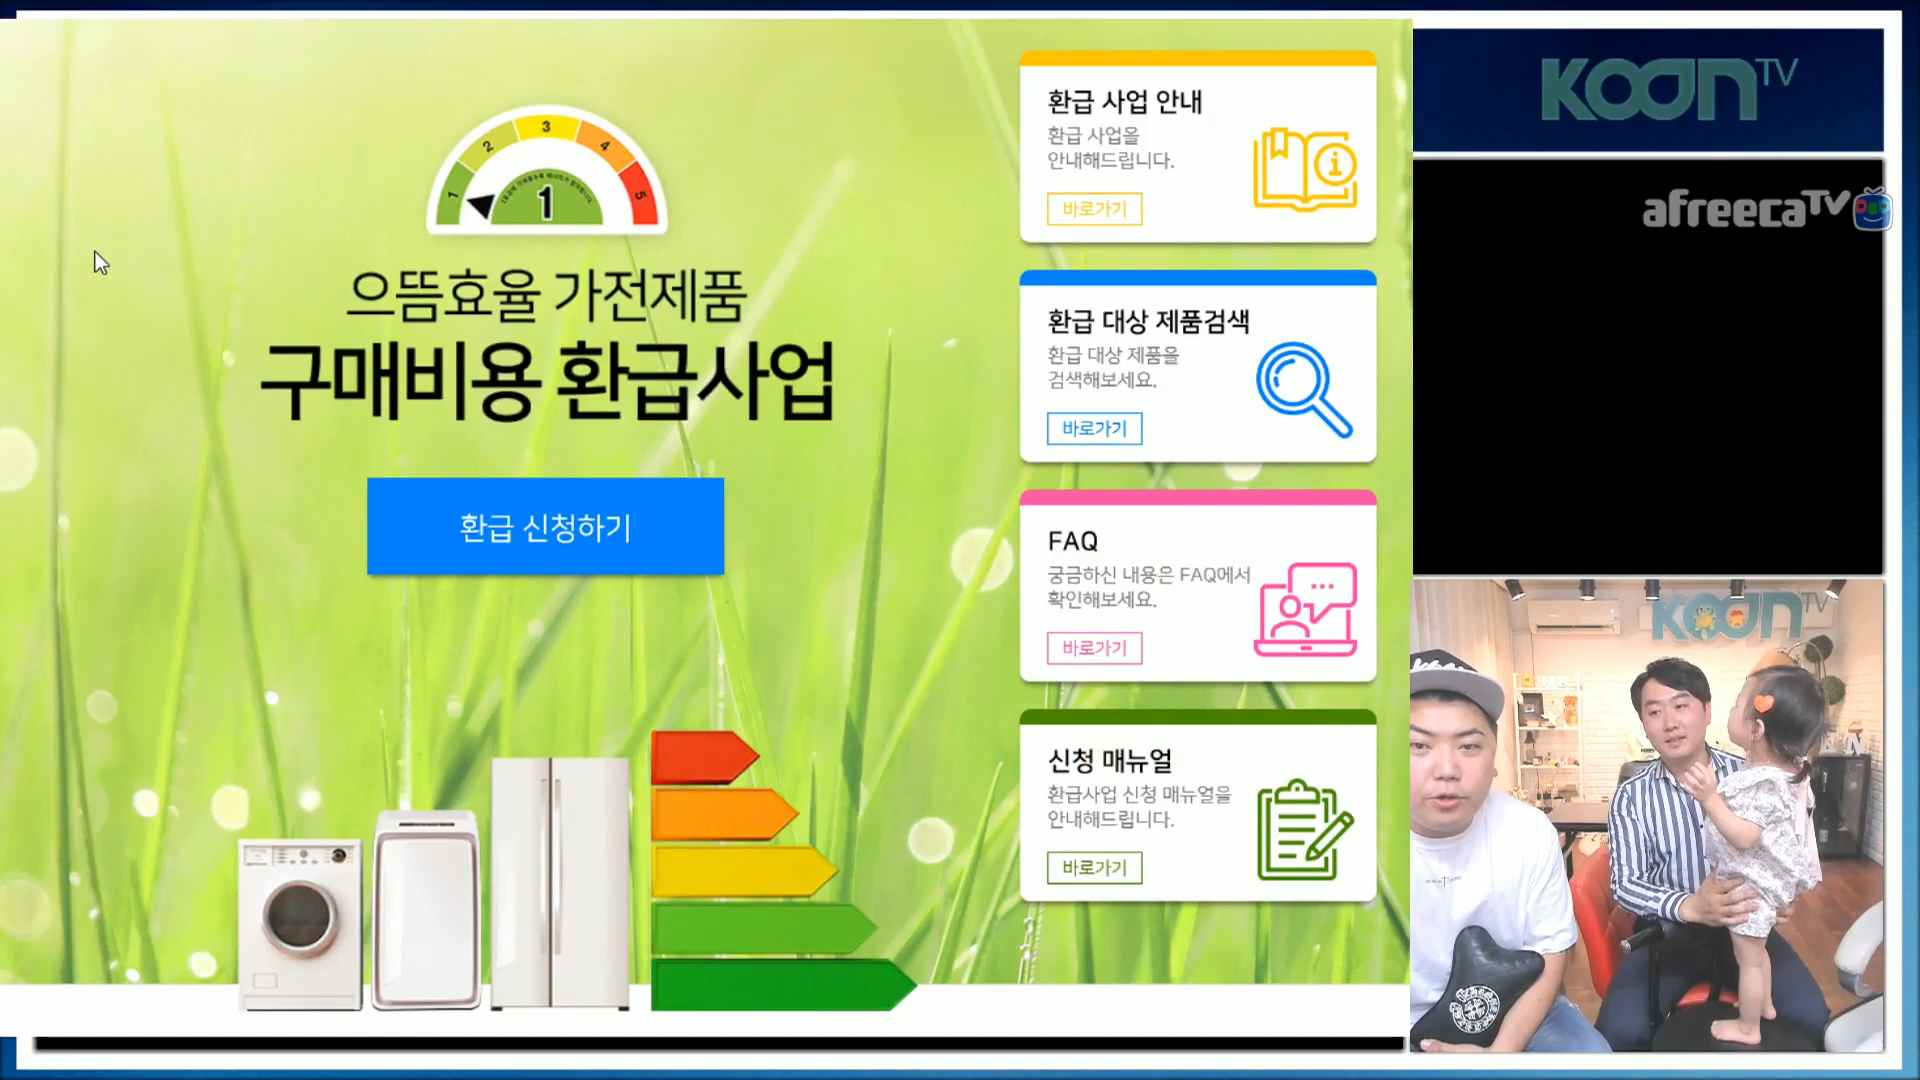 1
2
3
4
5
1
으뜸효율 가전제품
구매비용 환급사업
환급 신청하기
환급 사업 안내
환급 사업을
안내해드립니다.
바로가기
환급 대상 제품검색
환급 대상 제품을
검색해보세요.
바로가기
FAQ
궁금하신 내용은 FAQ에서
확인해보세요.
바로가기
신청 매뉴얼
환급사업 신청 매뉴얼을
안내해드립니다.
바로가기
KOONTV
afreecaTV
KOONTV